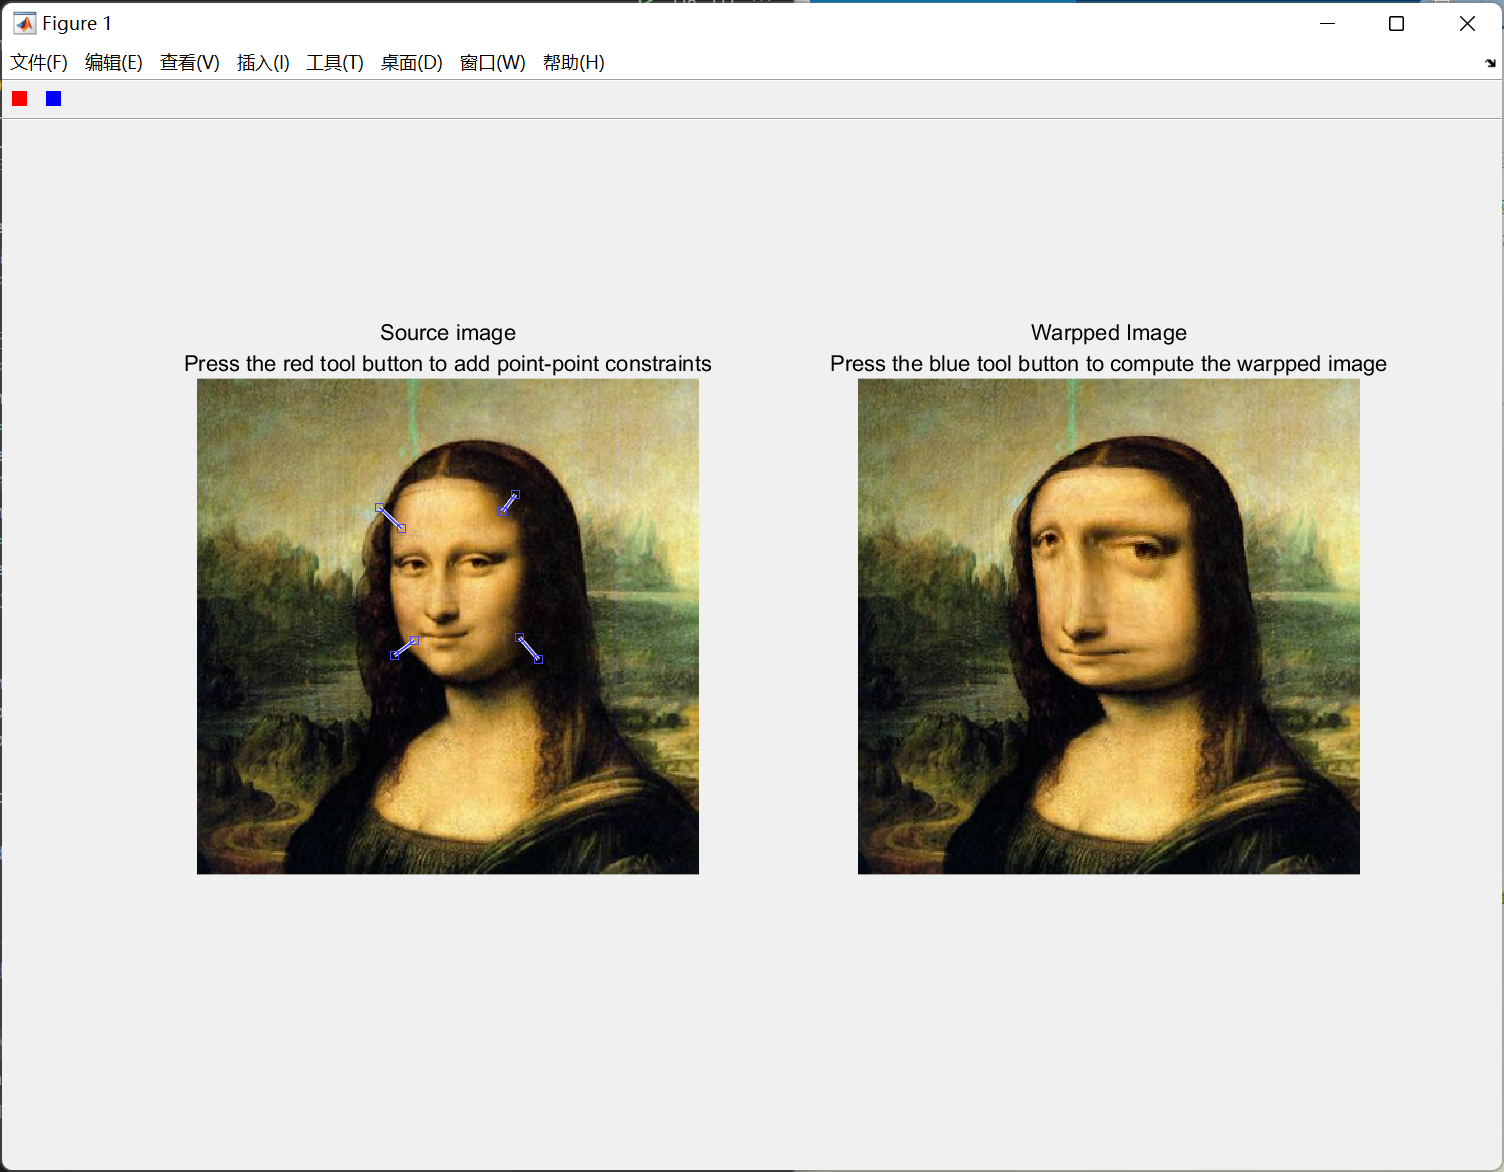 Figure 1
文件(F) 编辑(E) 查看(V) 插入(I) 工具(T) 桌面(D) 窗口(W) 帮助(H)
Source image
Press the red tool button to add point-point constraints
Warpped Image
Press the blue tool button to compute the warpped image